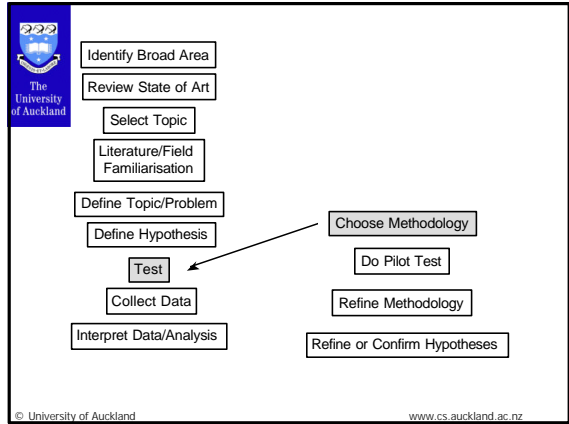 The
University
of Auckland
Identify Broad Area
Review State of Art
Select Topic
Literature/Field
Familiarisation
Define Topic/Problem
Define Hypothesis
Test
Collect Data
Interpret Data/Analysis
Choose Methodology
Do Pilot Test
Refine Methodology
Refine or Confirm Hypotheses
© University of Auckland
www.cs.auckland.ac.nz